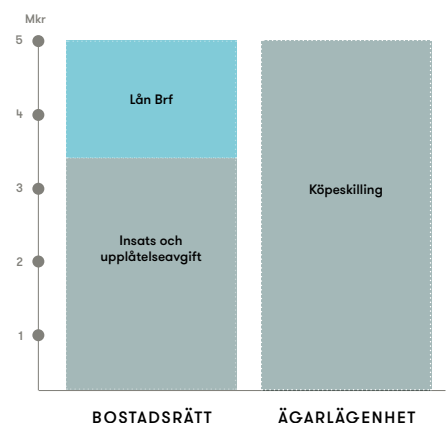 Mkr
5
4
3
2
1
Lån Brf
Insats och
upplåtelseavgift
Köpeskilling
BOSTADSRÄTT
ÄGARLÄGENHET